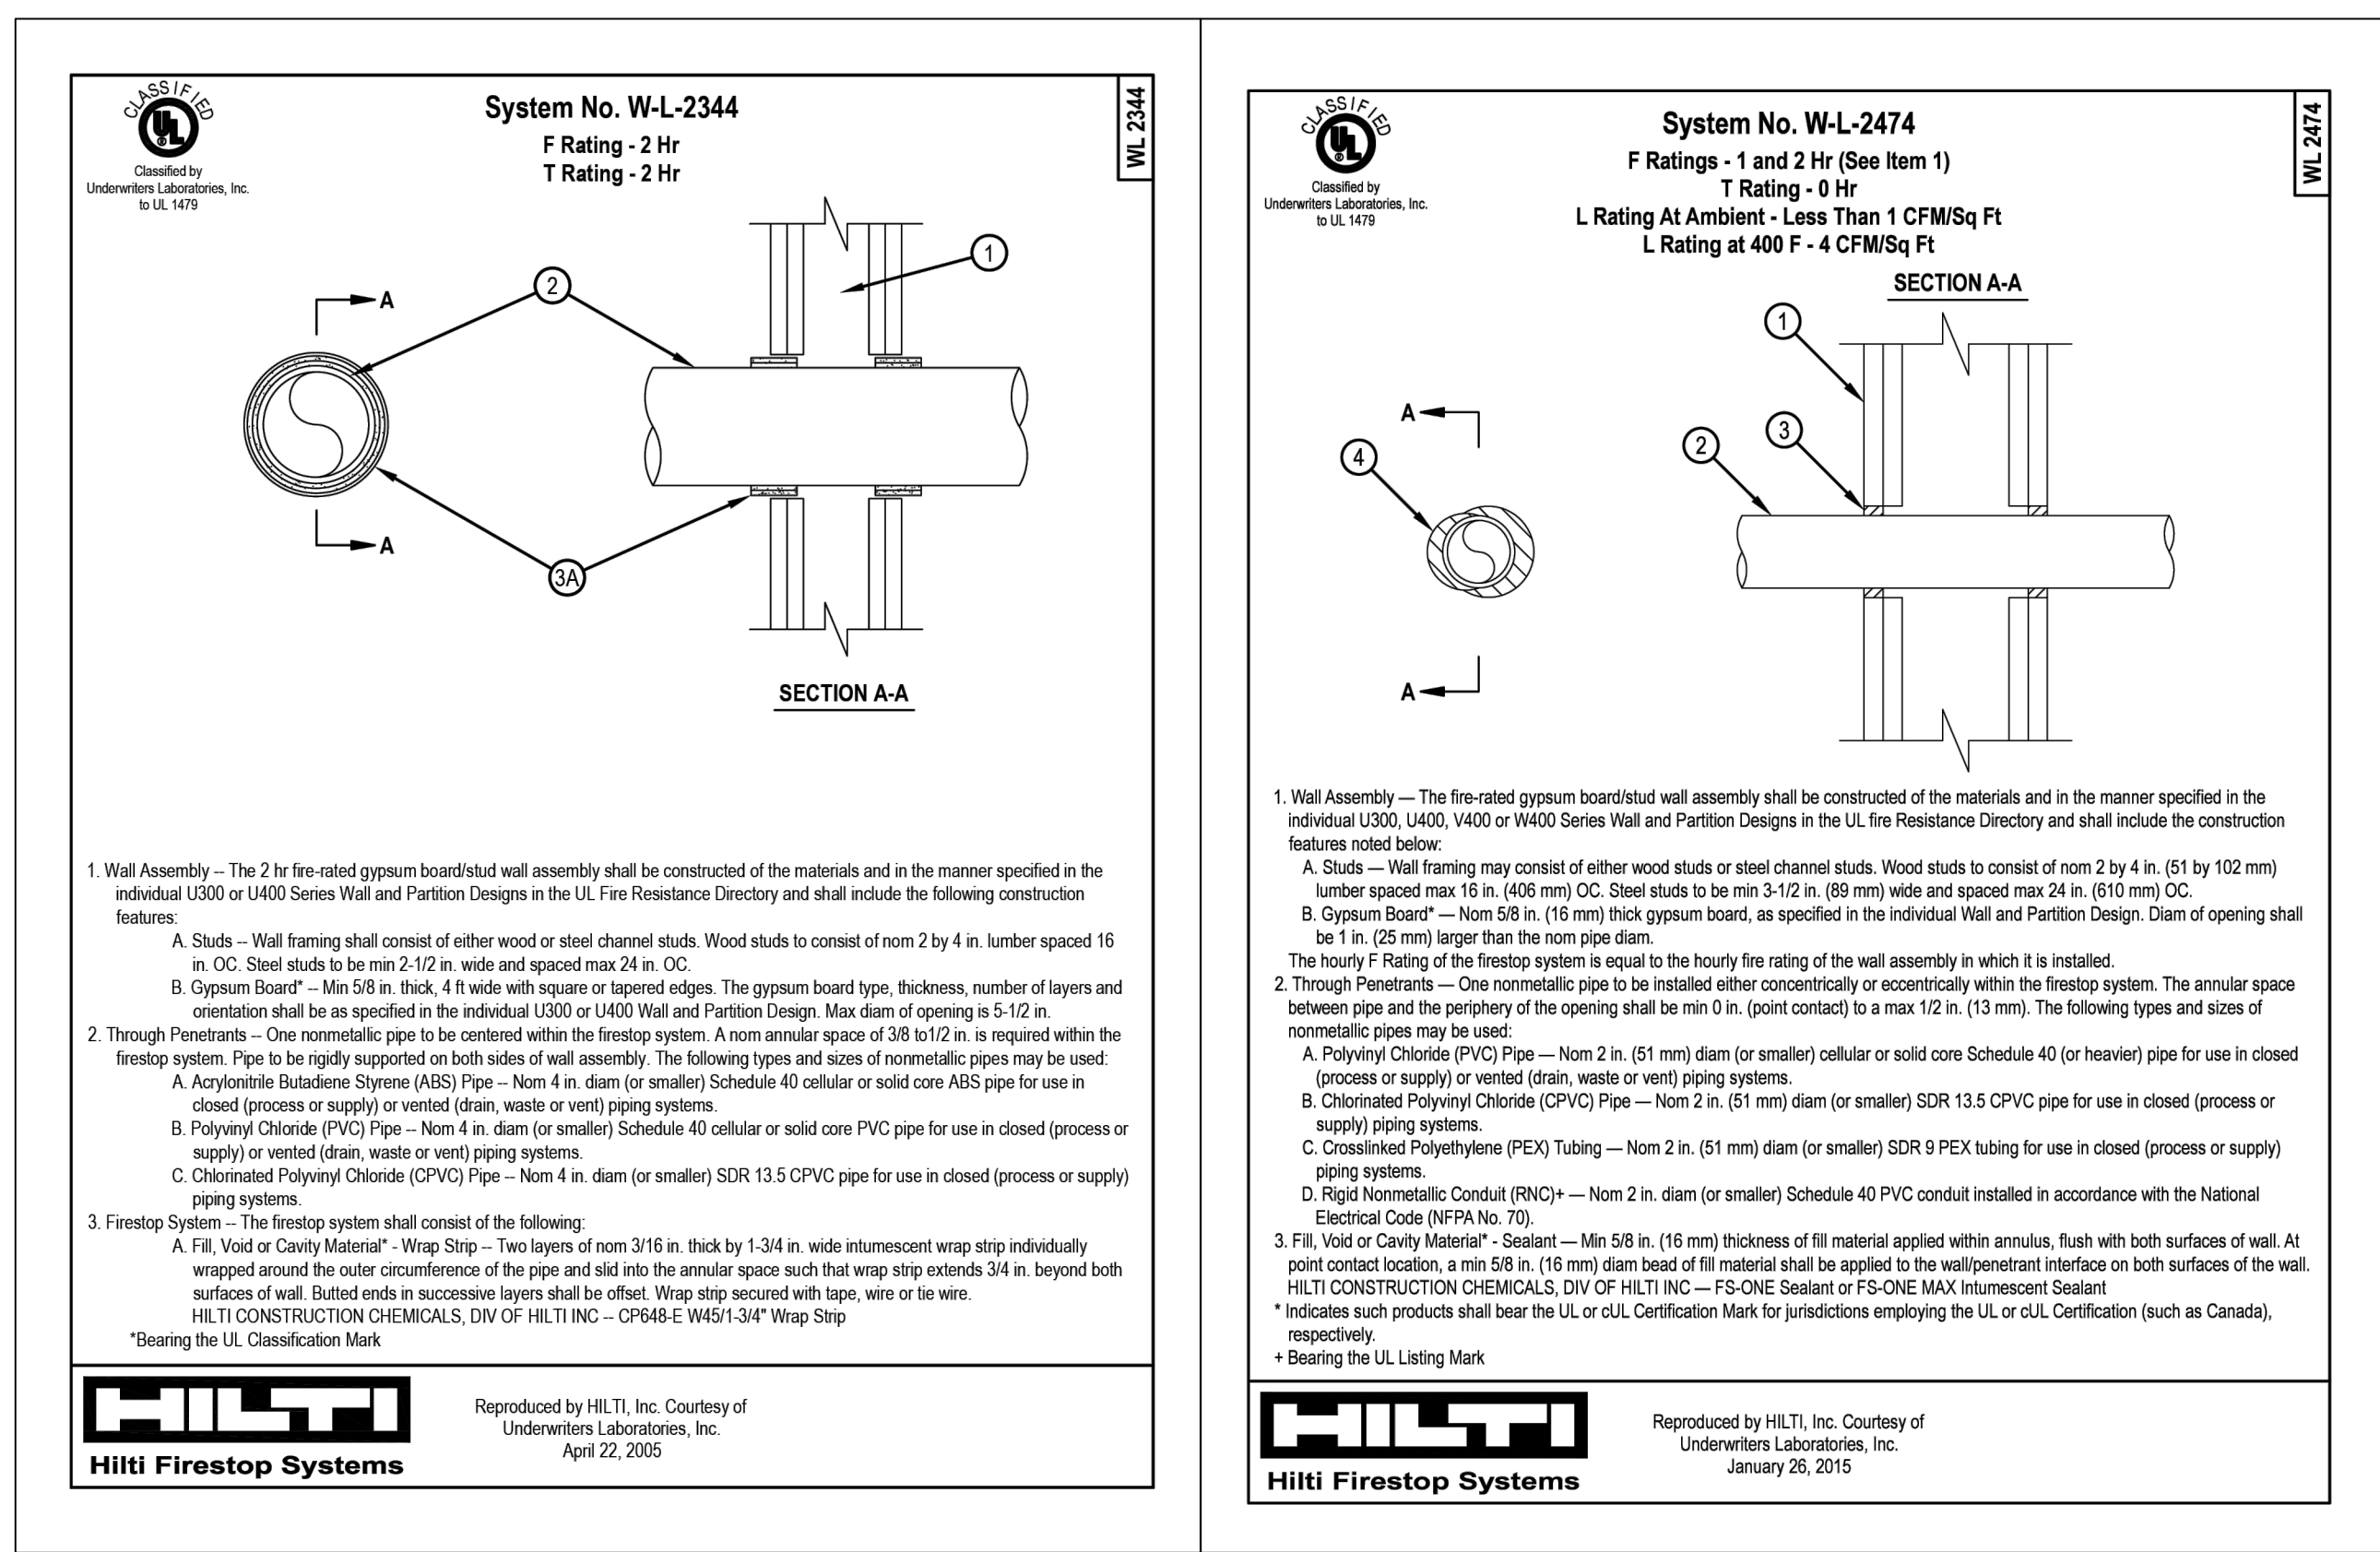 CLASSIFIED
UL
®
Classified by
Underwriters Laboratories, Inc.
to UL 1479
System No. W-L-2344
F Rating - 2 Hr
T Rating - 2 Hr
WL 2344
1
2
A
A
3A
SECTION A-A
1. Wall Assembly -- The 2 hr fire-rated gypsum board/stud wall assembly shall be constructed of the materials and in the manner specified in the
individual U300 or U400 Series Wall and Partition Designs in the UL Fire Resistance Directory and shall include the following construction
features:
A. Studs -- Wall framing shall consist of either wood or steel channel studs. Wood studs to consist of nom 2 by 4 in. lumber spaced 16
in. OC. Steel studs to be min 2-1/2 in. wide and spaced max 24 in. OC.
B. Gypsum Board* -- Min 5/8 in. thick, 4 ft wide with square or tapered edges. The gypsum board type, thickness, number of layers and
orientation shall be as specified in the individual U300 or U400 Wall and Partition Design. Max diam of opening is 5-1/2 in.
2. Through Penetrants -- One nonmetallic pipe to be centered within the firestop system. A nom annular space of 3/8 to1/2 in. is required within the
firestop system. Pipe to be rigidly supported on both sides of wall assembly. The following types and sizes of nonmetallic pipes may be used:
A. Acrylonitrile Butadiene Styrene (ABS) Pipe -- Nom 4 in. diam (or smaller) Schedule 40 cellular or solid core ABS pipe for use in
closed (process or supply) or vented (drain, waste or vent) piping systems.
B. Polyvinyl Chloride (PVC) Pipe -- Nom 4 in. diam (or smaller) Schedule 40 cellular or solid core PVC pipe for use in closed (process or
supply) or vented (drain, waste or vent) piping systems.
C. Chlorinated Polyvinyl Chloride (CPVC) Pipe -- Nom 4 in. diam (or smaller) SDR 13.5 CPVC pipe for use in closed (process or supply)
piping systems.
3. Firestop System -- The firestop system shall consist of the following:
A. Fill, Void or Cavity Material* - Wrap Strip -- Two layers of nom 3/16 in. thick by 1-3/4 in. wide intumescent wrap strip individually
wrapped around the outer circumference of the pipe and slid into the annular space such that wrap strip extends 3/4 in. beyond both
surfaces of wall. Butted ends in successive layers shall be offset. Wrap strip secured with tape, wire or tie wire.
HILTI CONSTRUCTION CHEMICALS, DIV OF HILTI INC -- CP648-E W45/1-3/4" Wrap Strip
*Bearing the UL Classification Mark
HILTI
Hilti Firestop Systems
Reproduced by HILTI, Inc. Courtesy of
Underwriters Laboratories, Inc.
April 22, 2005
CLASSIFIED
UL
®
Classified by
Underwriters Laboratories, Inc.
to UL 1479
System No. W-L-2474
F Ratings - 1 and 2 Hr (See Item 1)
T Rating - 0 Hr
L Rating At Ambient - Less Than 1 CFM/Sq Ft
L Rating at 400 F - 4 CFM/Sq Ft
WL 2474
SECTION A-A
1
A
3
2
4
A
1. Wall Assembly — The fire-rated gypsum board/stud wall assembly shall be constructed of the materials and in the manner specified in the
individual U300, U400, V400 or W400 Series Wall and Partition Designs in the UL fire Resistance Directory and shall include the construction
features noted below:
A. Studs — Wall framing may consist of either wood studs or steel channel studs. Wood studs to consist of nom 2 by 4 in. (51 by 102 mm)
lumber spaced max 16 in. (406 mm) OC. Steel studs to be min 3-1/2 in. (89 mm) wide and spaced max 24 in. (610 mm) OC.
B. Gypsum Board* — Nom 5/8 in. (16 mm) thick gypsum board, as specified in the individual Wall and Partition Design. Diam of opening shall
be 1 in. (25 mm) larger than the nom pipe diam.
The hourly F Rating of the firestop system is equal to the hourly fire rating of the wall assembly in which it is installed.
2. Through Penetrants — One nonmetallic pipe to be installed either concentrically or eccentrically within the firestop system. The annular space
between pipe and the periphery of the opening shall be min 0 in. (point contact) to a max 1/2 in. (13 mm). The following types and sizes of
nonmetallic pipes may be used:
A. Polyvinyl Chloride (PVC) Pipe — Nom 2 in. (51 mm) diam (or smaller) cellular or solid core Schedule 40 (or heavier) pipe for use in closed
(process or supply) or vented (drain, waste or vent) piping systems.
B. Chlorinated Polyvinyl Chloride (CPVC) Pipe — Nom 2 in. (51 mm) diam (or smaller) SDR 13.5 CPVC pipe for use in closed (process or
supply) piping systems.
C. Crosslinked Polyethylene (PEX) Tubing — Nom 2 in. (51 mm) diam (or smaller) SDR 9 PEX tubing for use in closed (process or supply)
piping systems.
D. Rigid Nonmetallic Conduit (RNC)+ — Nom 2 in. diam (or smaller) Schedule 40 PVC conduit installed in accordance with the National
Electrical Code (NFPA No. 70).
3. Fill, Void or Cavity Material* - Sealant — Min 5/8 in. (16 mm) thickness of fill material applied within annulus, flush with both surfaces of wall. At
point contact location, a min 5/8 in. (16 mm) diam bead of fill material shall be applied to the wall/penetrant interface on both surfaces of the wall.
HILTI CONSTRUCTION CHEMICALS, DIV OF HILTI INC — FS-ONE Sealant or FS-ONE MAX Intumescent Sealant
* Indicates such products shall bear the UL or cUL Certification Mark for jurisdictions employing the UL or cUL Certification (such as Canada),
respectively.
+ Bearing the UL Listing Mark
HILTI
Hilti Firestop Systems
Reproduced by HILTI, Inc. Courtesy of
Underwriters Laboratories, Inc.
January 26, 2015